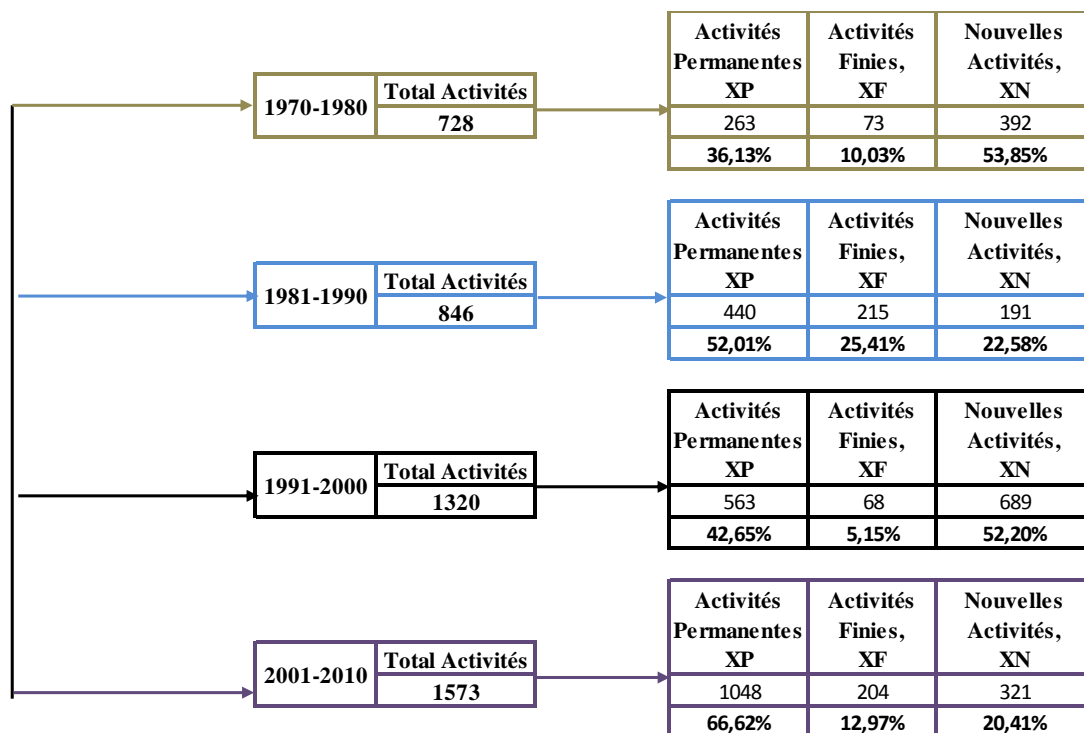 1970-1980
Total Activités
728
Activités Permanentes XP
Activités Finies, XF
Nouvelles Activités, XN
263
73
392
36,13%
10,03%
53,85%
1981-1990
Total Activités
846
Activités Permanentes XP
Activités Finies, XF
Nouvelles Activités, XN
440
215
191
52,01%
25,41%
22,58%
1991-2000
Total Activités
1320
Activités Permanentes XP
Activités Finies, XF
Nouvelles Activités, XN
563
68
689
42,65%
5,15%
52,20%
2001-2010
Total Activités
1573
Activités Permanentes XP
Activités Finies, XF
Nouvelles Activités, XN
1048
204
321
66,62%
12,97%
20,41%